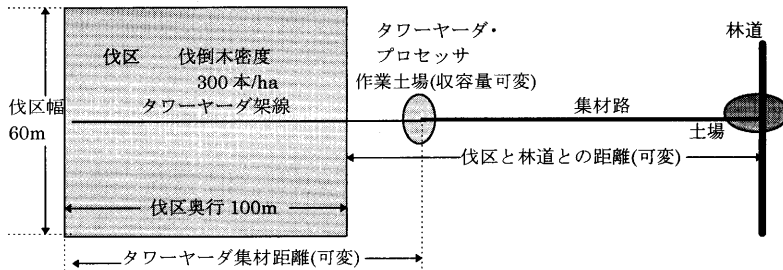 タワーヤーダ・
プロセッサ
作業土場(収容量可変)
林道
伐区 伐倒木密度
300 本/ha
タワーヤーダ架線
伐区幅
60m
集材路
土場
伐区と林道との距離(可変)
伐区奥行 100m
タワーヤーダ集材距離(可変)